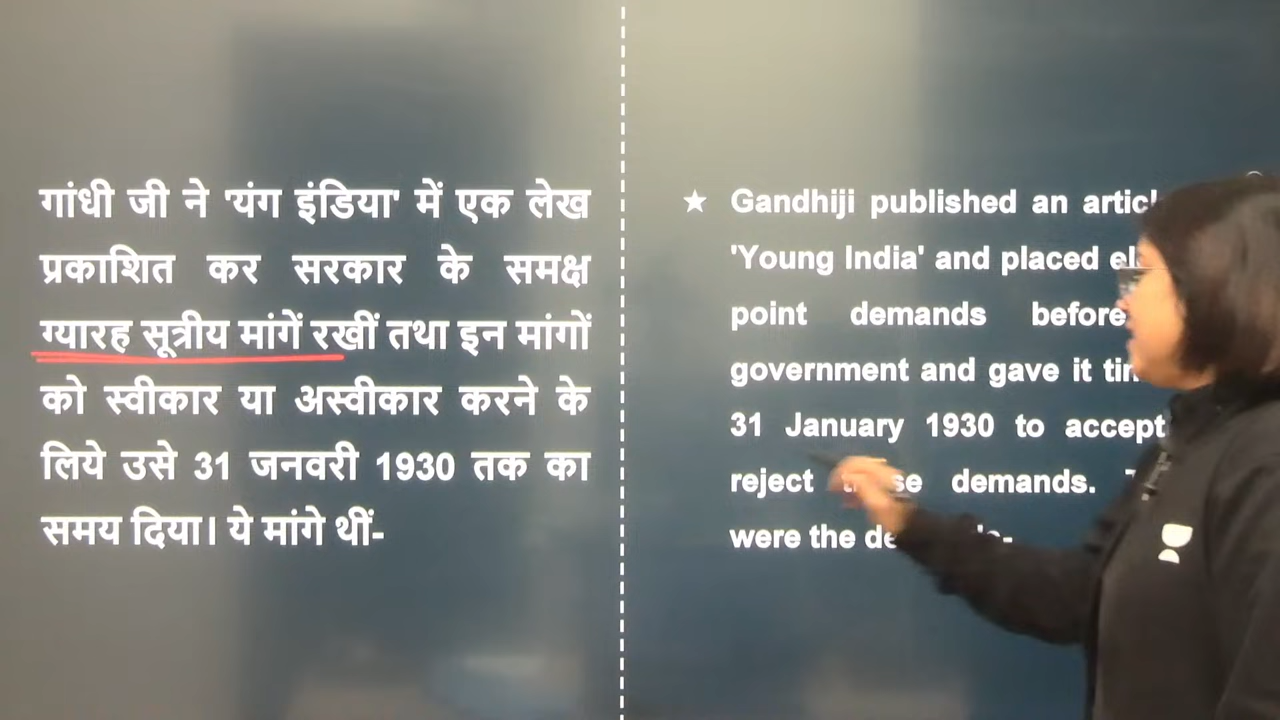 गांधी जी ने 'यंग इंडिया' में एक लेख
प्रकाशित कर सरकार के समक्ष
ग्यारह सूत्रीय मांगें रखीं तथा इन मांगों
को स्वीकार या अस्वीकार करने के
लिये उसे 31 जनवरी 1930 तक का
समय दिया। ये मांगे थीं-
★ Gandhiji published an
'Young India' and placed
point demands before
government and gave it
31 January 1930 to accept
reject demands.
were the